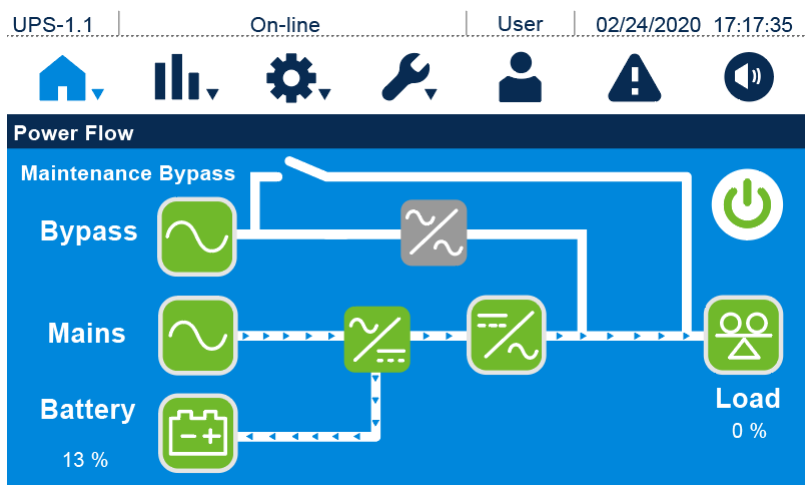 UPS-1.1 On-line User 02/24/2020 17:17:35
Power Flow
Maintenance Bypass
Bypass
Mains
Battery
13 %
Load
0 %